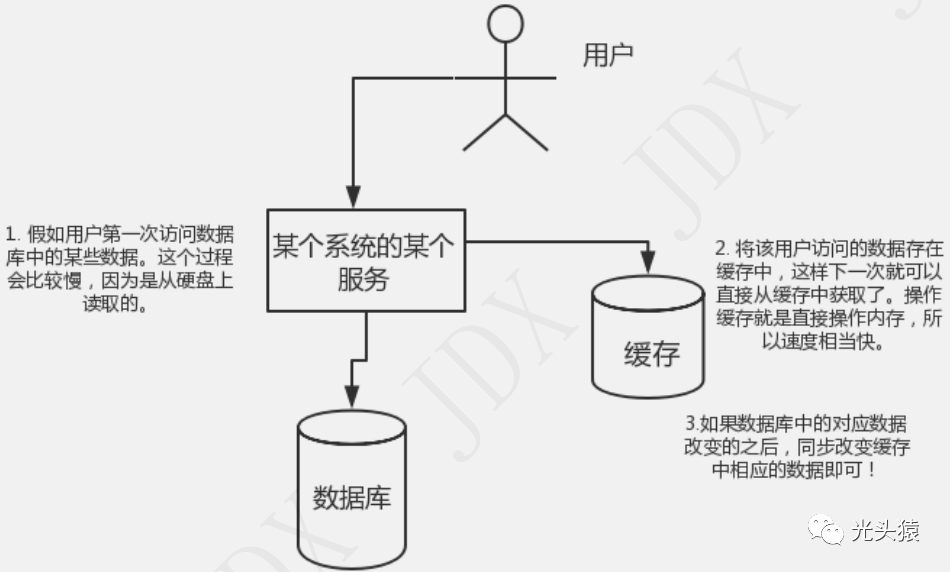 用户
1. 假如用户第一次访问数据
库中的某些数据。这个过程
会比较慢，因为是从硬盘上
读取的。
某个系统的某个
服务
2. 将该用户访问的数据存在
缓存中，这样下一次就可以
直接从缓存中获取了。操作
缓存就是直接操作内存，所
以速度相当快。
缓存
3.如果数据库中的对应数据
改变的之后，同步改变缓存
中相应的数据即可！
数据库
光头猿
JDX
JDX
JDX